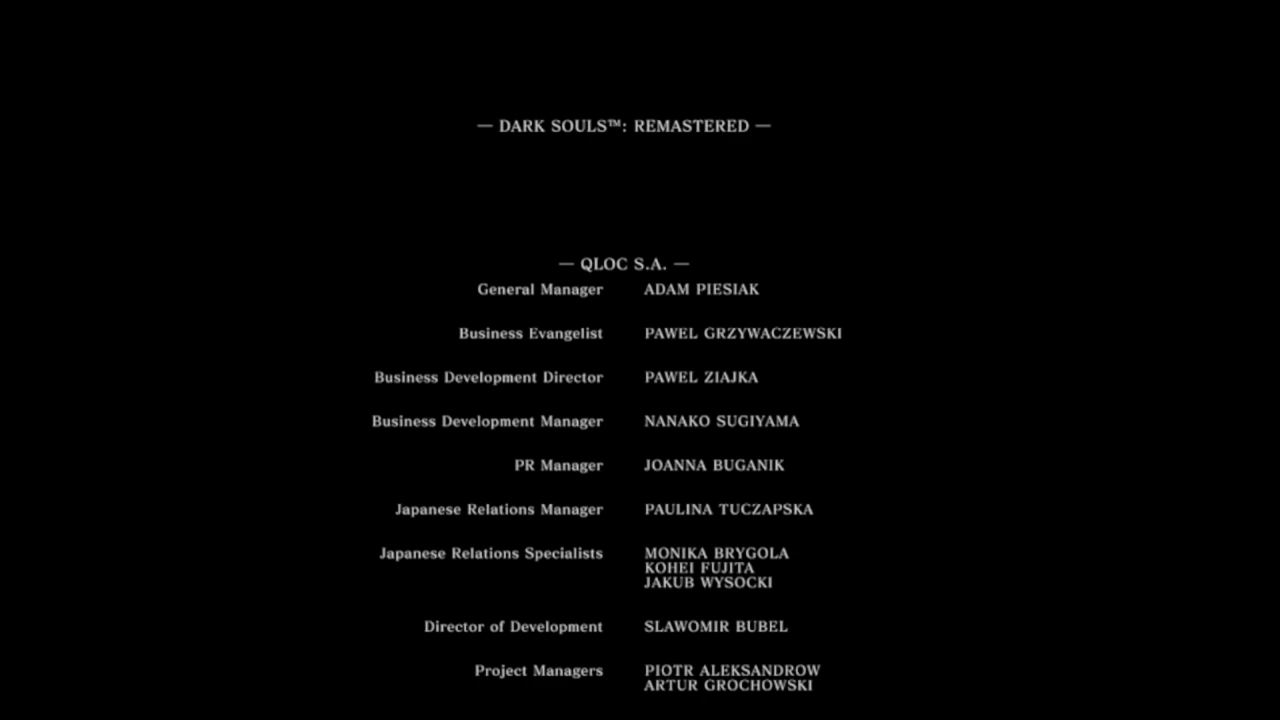 — DARK SOULS™: REMASTERED —
— QLOC S.A. —
General Manager ADAM PIESIAK
Business Evangelist PAWEL GRZYWACZEWSKI
Business Development Director PAWEL ZIAJKA
Business Development Manager NANAKO SUGIYAMA
PR Manager JOANNA BUGANIK
Japanese Relations Manager PAULINA TUCZAPSKA
Japanese Relations Specialists MONIKA BRYGOLA
KOHEI FUJITA
JAKUB WYSOCKI
Director of Development SLAWOMIR BUBEL
Project Managers PIOTR ALEKSANDROW
ARTUR GROCHOWSKI